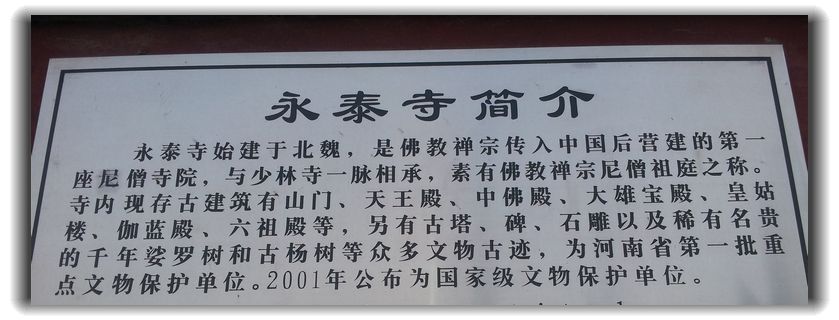 永泰寺简介
永泰寺始建于北魏，是佛教禅宗传入中国后营建的第一
座尼僧寺院，与少林寺一脉相承，素有佛教禅宗尼僧祖庭之称。
寺内现存古建筑有山门、天王殿、中佛殿、大雄宝殿、皇姑
楼、伽蓝殿、六祖殿等，另有古塔、碑、石雕以及稀有名贵
的千年娑罗树和古杨树等众多文物古迹，为河南省第一批重
点文物保护单位。2001年公布为国家级文物保护单位。